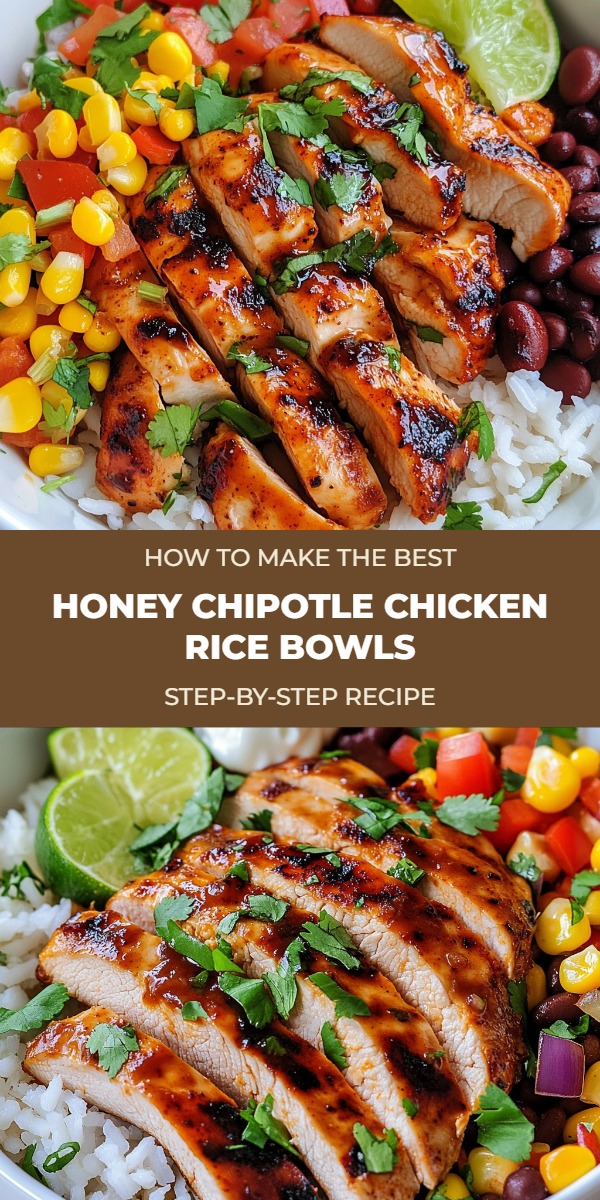 HOW TO MAKE THE BEST
HONEY CHIPOTLE CHICKEN
RICE BOWLS
STEP-BY-STEP RECIPE